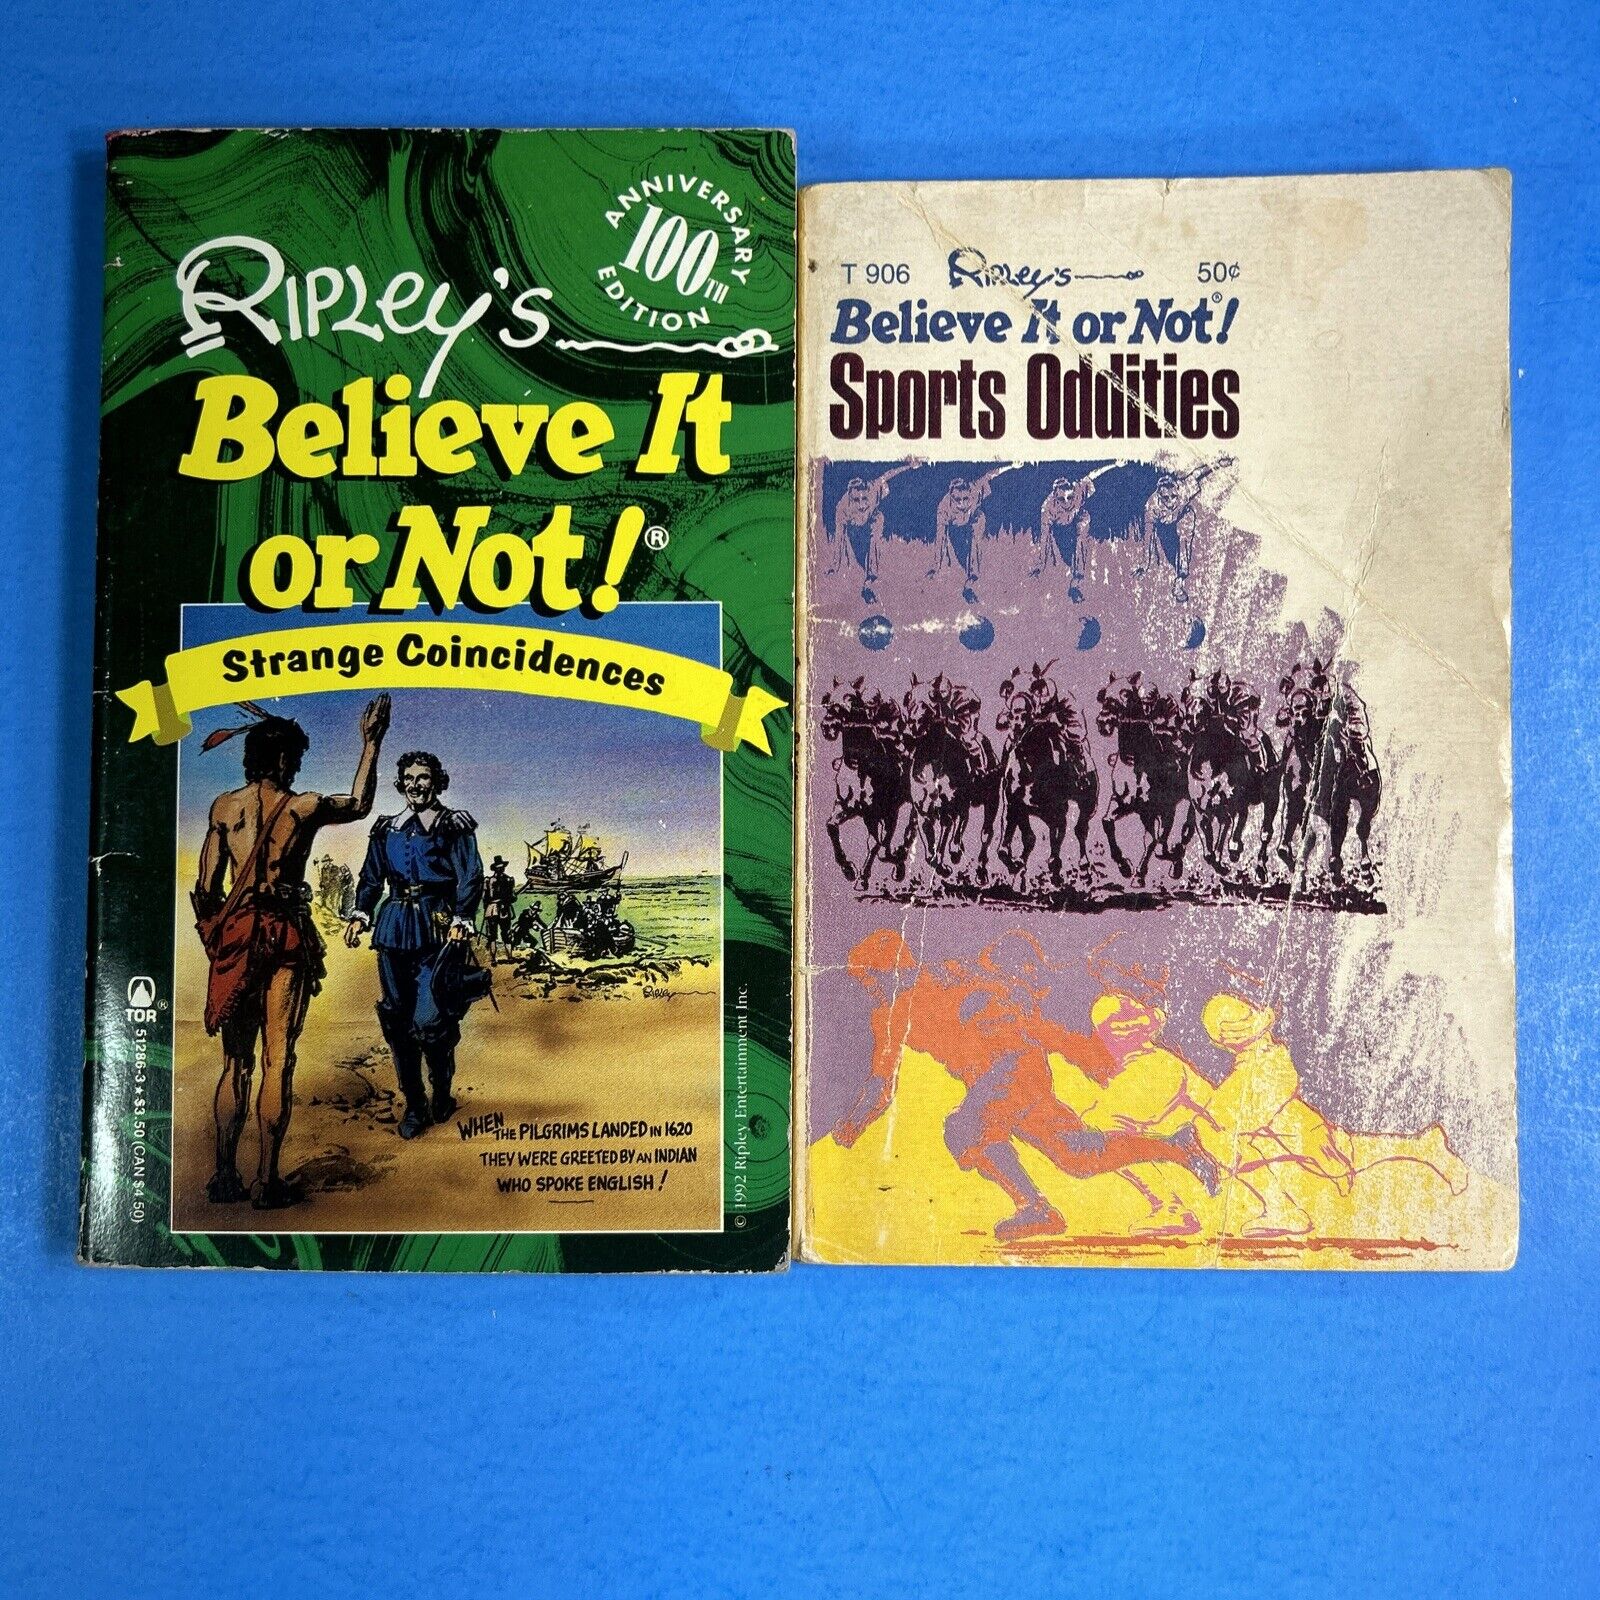 ANNIVERSARY
100TH
EDITION
RIPLEY'S
Believe It
or Not!®
Strange Coincidences
RIPLEY
WHEN THE PILGRIMS LANDED IN 1620
THEY WERE GREETED BY AN INDIAN
WHO SPOKE ENGLISH!
TOR®
51286-3 ★ $3.50 (CAN $4.50)
© 1992 Ripley Entertainment Inc.
T 906 RIPLEY'S 50¢
Believe It or Not!®
Sports Oddities